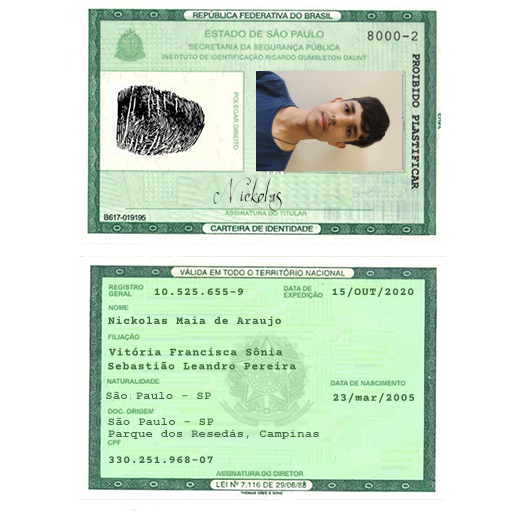 REPÚBLICA FEDERATIVA DO BRASIL
ESTADO DE SÃO PAULO
8000-2
SECRETARIA DA SEGURANÇA PÚBLICA
INSTITUTO DE IDENTIFICAÇÃO RICARDO GUMBLETON DAUNT
POLEGAR DIREITO
PROIBIDO PLASTIFICAR
Nickolas
ASSINATURA DO TITULAR
B617-019195
CARTEIRA DE IDENTIDADE
VÁLIDA EM TODO O TERRITÓRIO NACIONAL
REGISTRO GERAL 10.525.655-9 DATA DE EXPEDIÇÃO 15/OUT/2020
NOME
Nickolas Maia de Araujo
FILIAÇÃO
Vitória Francisca Sônia
Sebastião Leandro Pereira
NATURALIDADE DATA DE NASCIMENTO
São Paulo - SP 23/mar/2005
DOC. ORIGEM
São Paulo - SP
Parque dos Resedás, Campinas
CPF
330.251.968-07
ASSINATURA DO DIRETOR
LEI Nº 7.116 DE 29/08/83